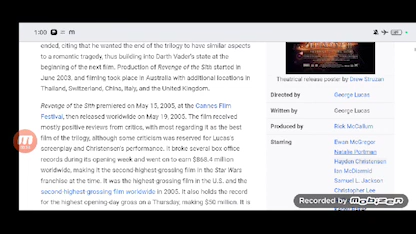 1:00
ended, citing that he wanted the end of the trilogy to have similar aspects
to a romantic tragedy, thus building into Darth Vader's state at the
beginning of the next film. Production of Revenge of the Sith started in
June 2003, and filming took place in Australia with additional locations in
Thailand, Switzerland, China, Italy, and the United Kingdom.
Revenge of the Sith premiered on May 15, 2005, at the Cannes Film
Festival, then released worldwide on May 19, 2005. The film received
mostly positive reviews from critics, with most regarding it as the best
film of the trilogy, although some criticism was reserved for Lucas's
screenplay and Christensen's performance. It broke several box office
records during its opening week and went on to earn $868.4 million
worldwide, making it the second-highest-grossing film in the Star Wars
franchise at the time. It was the highest-grossing film in the U.S. and the
second highest-grossing film worldwide in 2005. It also holds the record
for the highest opening-day gross on a Thursday, making $50 million. It is
Theatrical release poster by Drew Struzan
Directed by George Lucas
Written by George Lucas
Produced by Rick McCallum
Starring Ewan McGregor
Natalie Portman
Hayden Christensen
Ian McDiarmid
Samuel L. Jackson
Christopher Lee
Recorded by mobizen